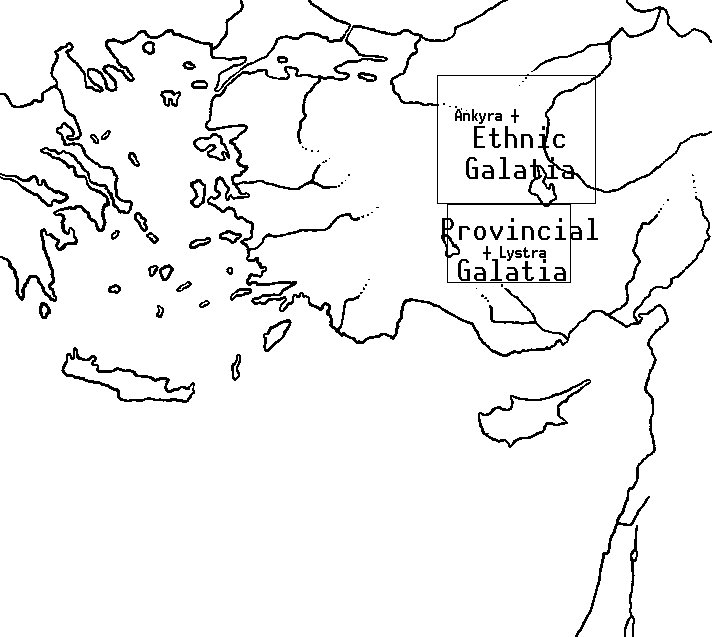 Ankyra
Ethnic
Galatia
Provincial
Lystra
Galatia